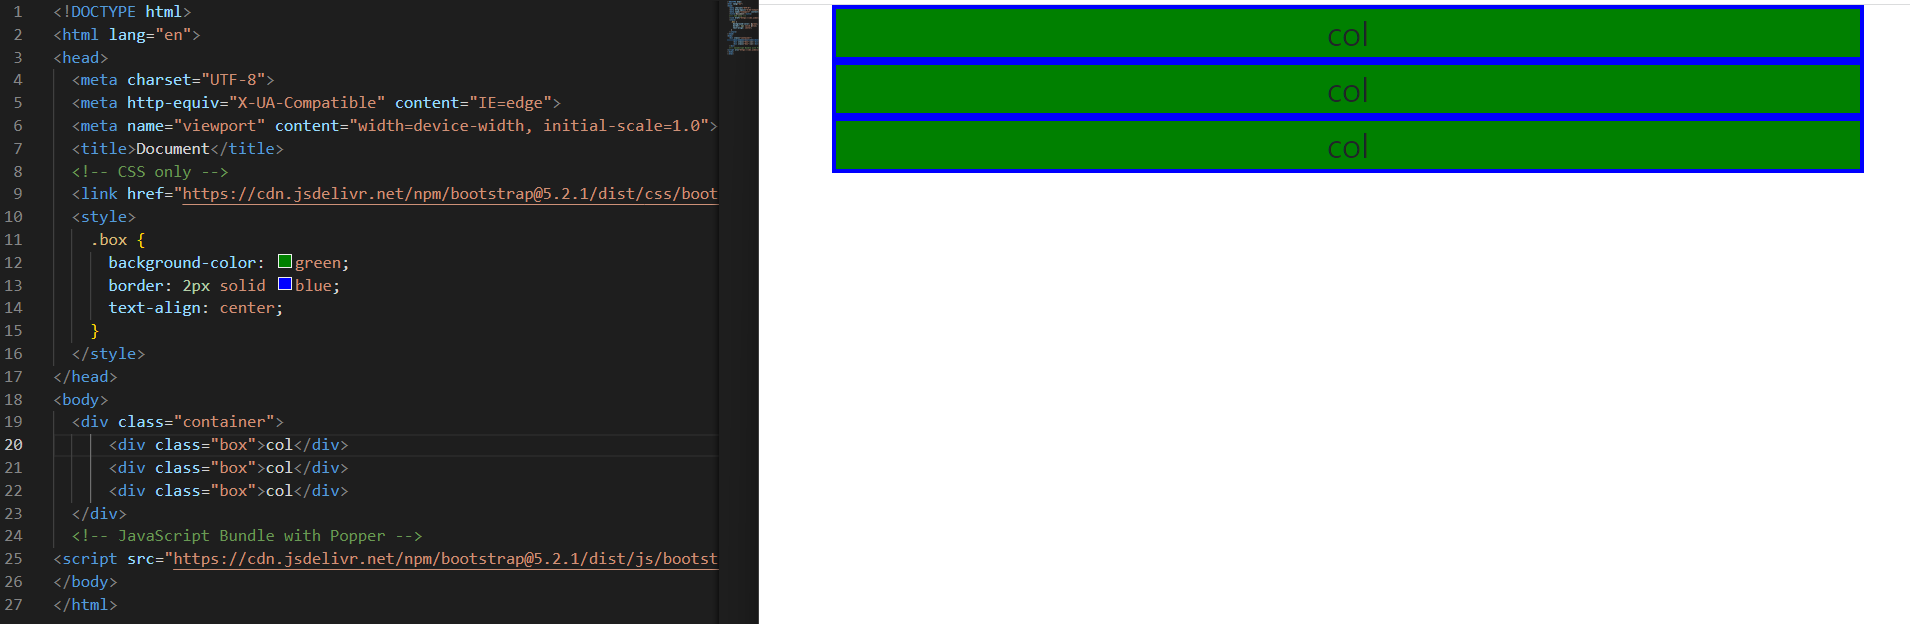 1 <!DOCTYPE html>
2 <html lang="en">
3 <head>
4 <meta charset="UTF-8">
5 <meta http-equiv="X-UA-Compatible" content="IE=edge">
6 <meta name="viewport" content="width=device-width, initial-scale=1.0">
7 <title>Document</title>
8 <!-- CSS only -->
9 <link href="https://cdn.jsdelivr.net/npm/bootstrap@5.2.1/dist/css/boot
10 <style>
11 .box {
12 background-color: green;
13 border: 2px solid blue;
14 text-align: center;
15 }
16 </style>
17 </head>
18 <body>
19 <div class="container">
20 <div class="box">col</div>
21 <div class="box">col</div>
22 <div class="box">col</div>
23 </div>
24 <!-- JavaScript Bundle with Popper -->
25 <script src="https://cdn.jsdelivr.net/npm/bootstrap@5.2.1/dist/js/bootst
26 </body>
27 </html>
col
col
col